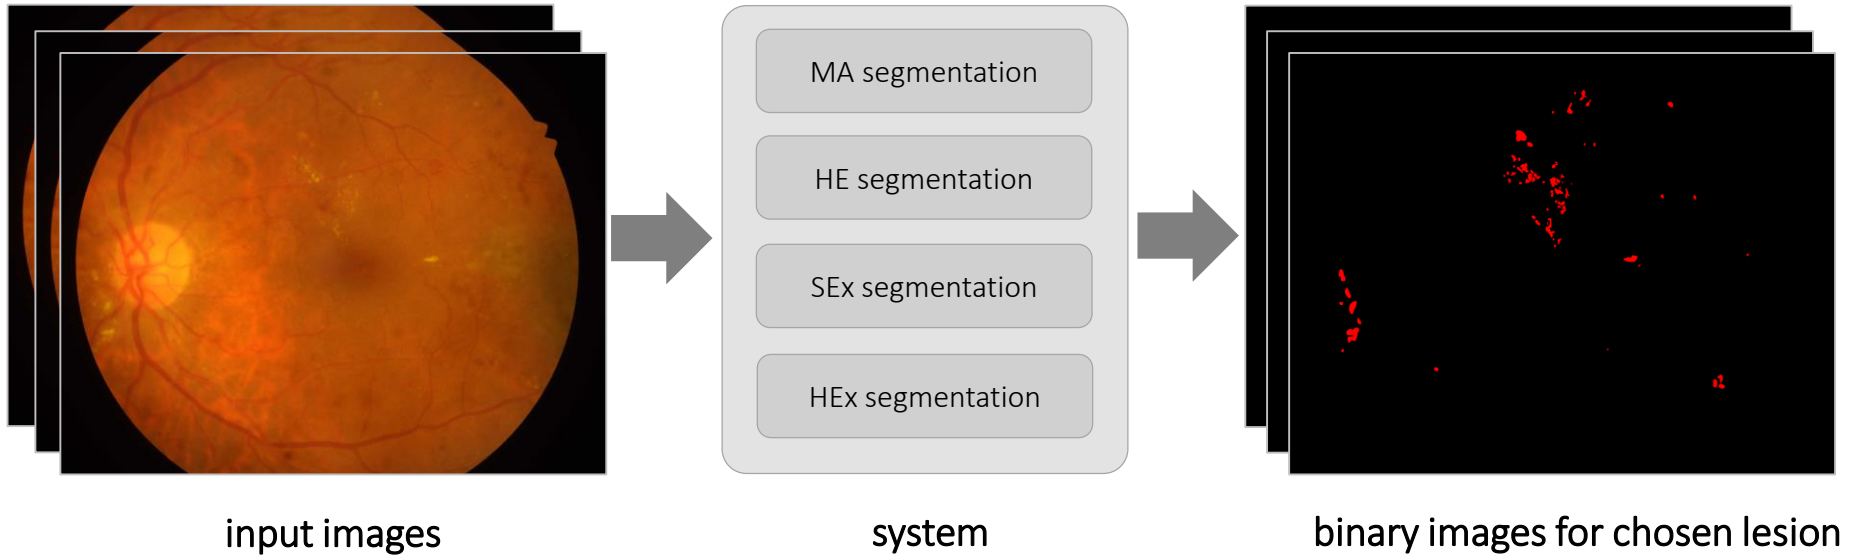 MA segmentation
HE segmentation
SEx segmentation
HEx segmentation
input images
system
binary images for chosen lesion